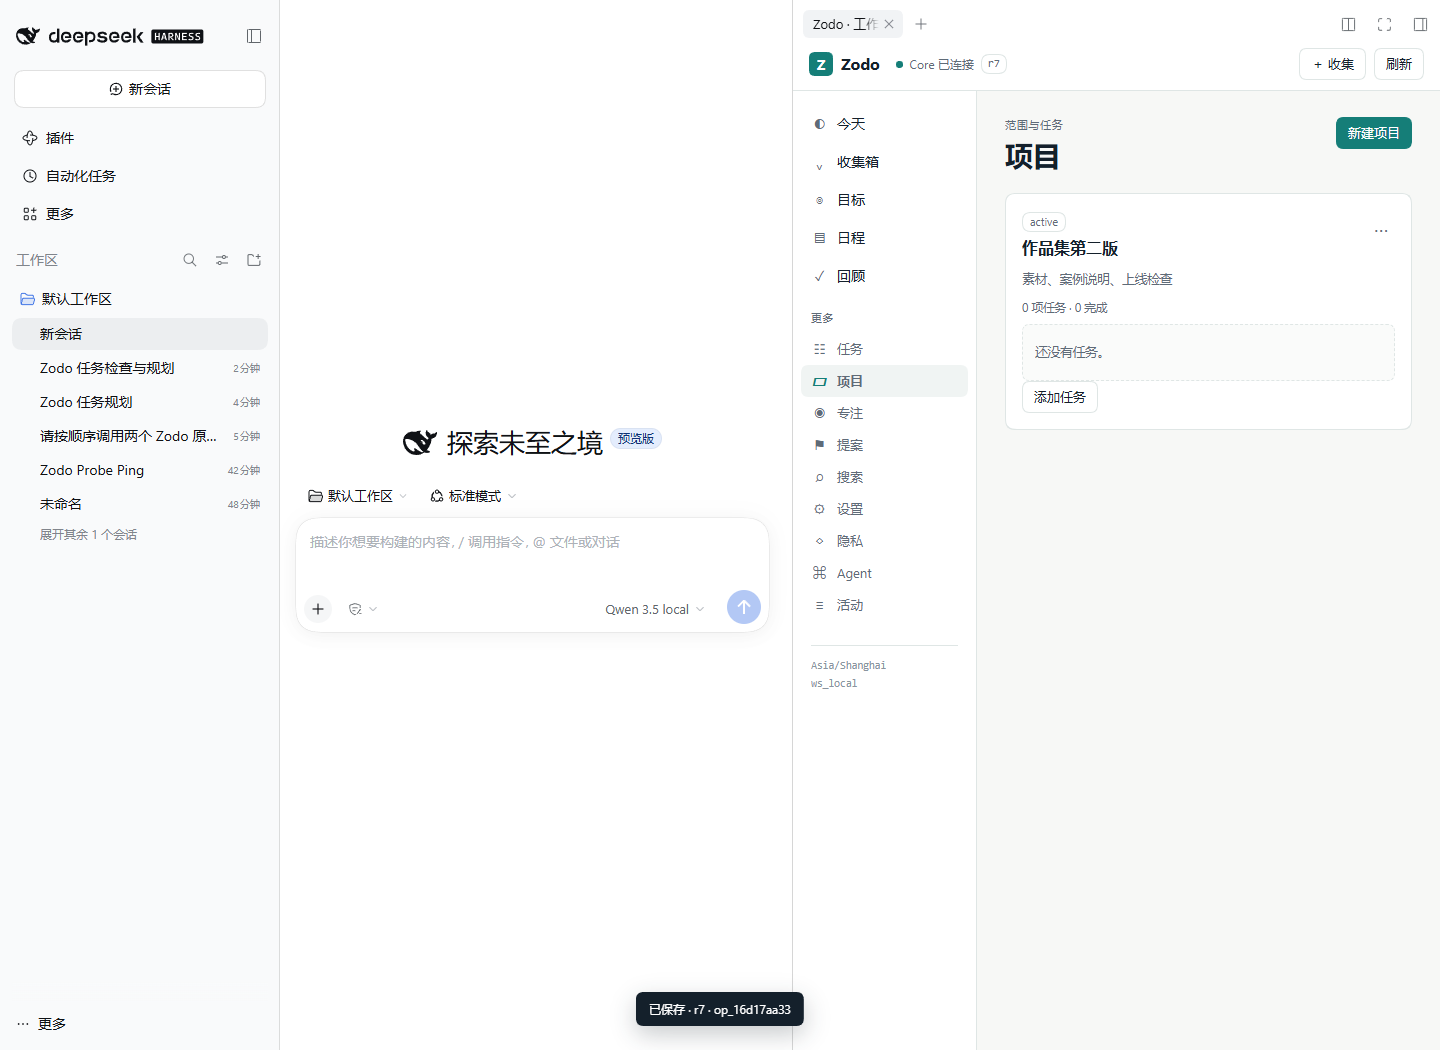 deepseek HARNESS
新会话
插件
自动化任务
更多
工作区
默认工作区
新会话
Zodo 任务检查与规划 2分钟
Zodo 任务规划 4分钟
请按顺序调用两个 Zodo 原... 5分钟
Zodo Probe Ping 42分钟
未命名 48分钟
展开其余 1 个会话
更多
探索未至之境 预览版
默认工作区 标准模式
描述你想要构建的内容, / 调用指令, @ 文件或对话
Qwen 3.5 local
Zodo · 工作
Z Zodo Core 已连接 r7
+ 收集 刷新
今天
收集箱
目标
日程
回顾
更多
任务
项目
专注
提案
搜索
设置
隐私
Agent
活动
Asia/Shanghai
ws_local
范围与任务
项目
新建项目
active
作品集第二版
素材、案例说明、上线检查
0 项任务 · 0 完成
还没有任务。
添加任务
已保存 · r7 · op_16d17aa33